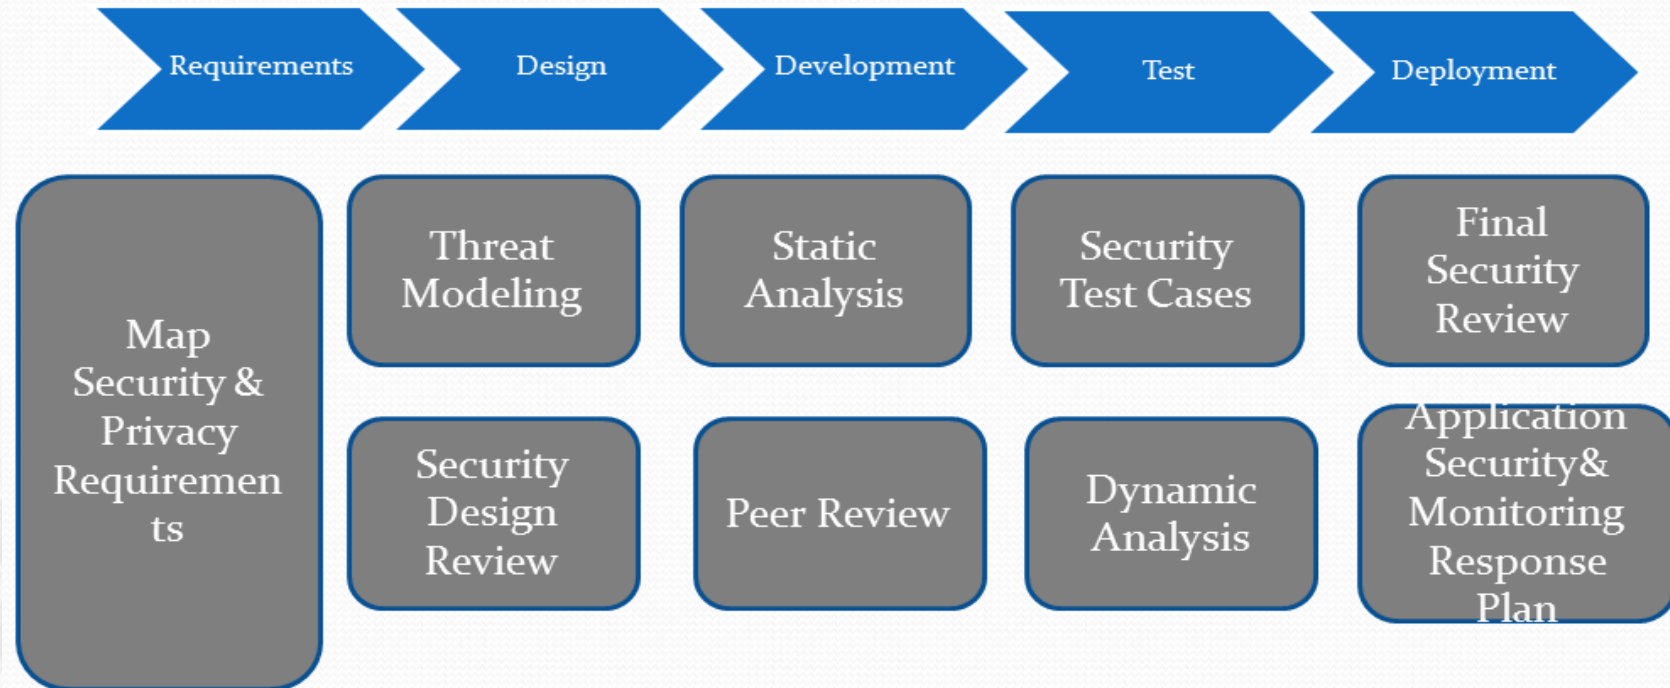 Requirements
Design
Development
Test
Deployment
Map
Security &
Privacy
Requiremen
ts
Threat
Modeling
Security
Design
Review
Static
Analysis
Peer Review
Security
Test Cases
Dynamic
Analysis
Final
Security
Review
Application
Security&
Monitoring
Response
Plan